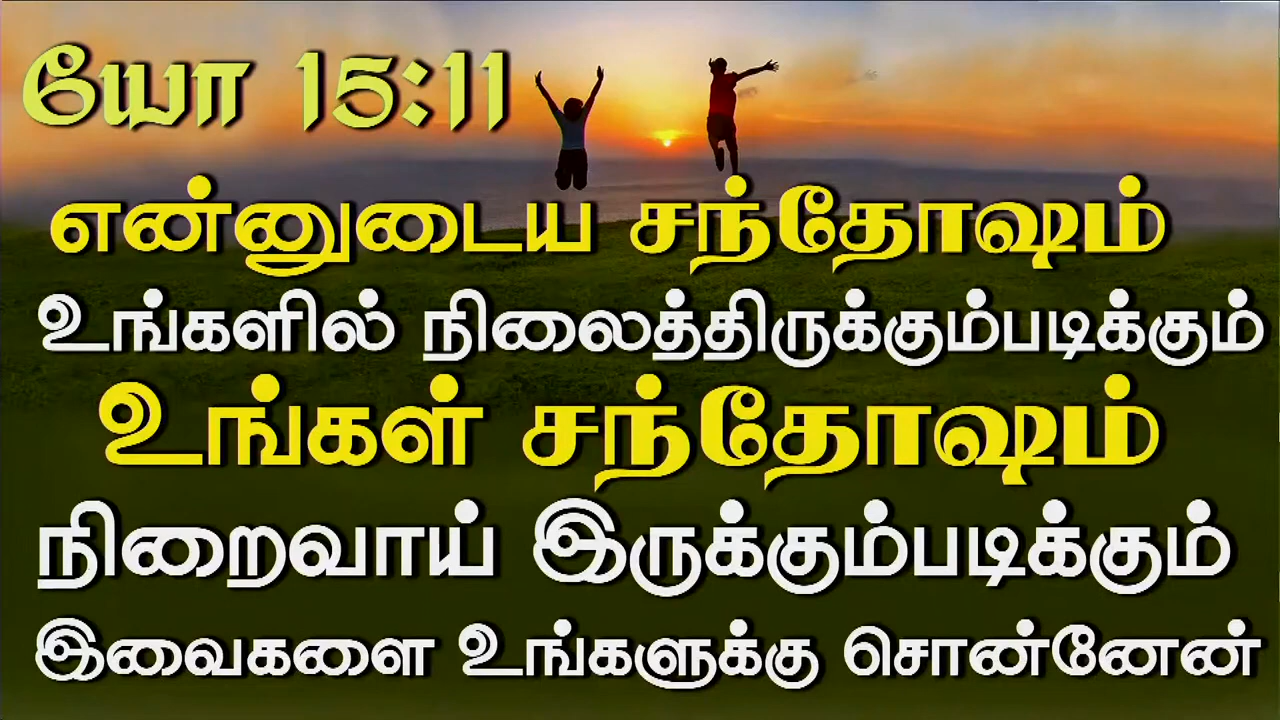 யோ 15:11
என்னுடைய சந்தோஷம்
உங்களில் நிலைத்திருக்கும்படிக்கும்
உங்கள் சந்தோஷம்
நிறைவாய் இருக்கும்படிக்கும்
இவைகளை உங்களுக்கு சொன்னேன்